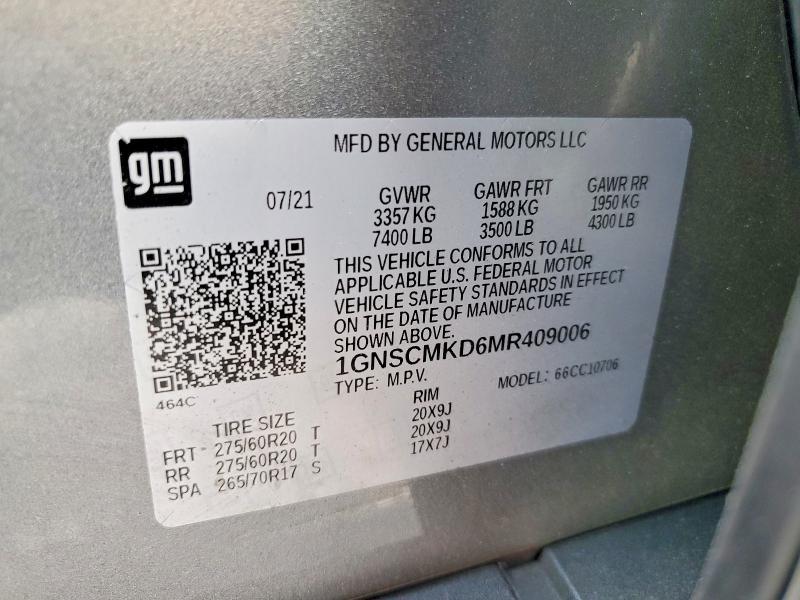 gm
MFD BY GENERAL MOTORS LLC
07/21
GVWR GAWR FRT GAWR RR
3357 KG 1588 KG 1950 KG
7400 LB 3500 LB 4300 LB
THIS VEHICLE CONFORMS TO ALL
APPLICABLE U.S. FEDERAL MOTOR
VEHICLE SAFETY STANDARDS IN EFFECT
ON THE DATE OF MANUFACTURE
SHOWN ABOVE.
1GNSCMKD6MR409006
TYPE: M.P.V. MODEL: 66CC10706
464C
TIRE SIZE RIM
FRT - 275/60R20 T 20X9J
RR 275/60R20 T 20X9J
SPA 265/70R17 S 17X7J